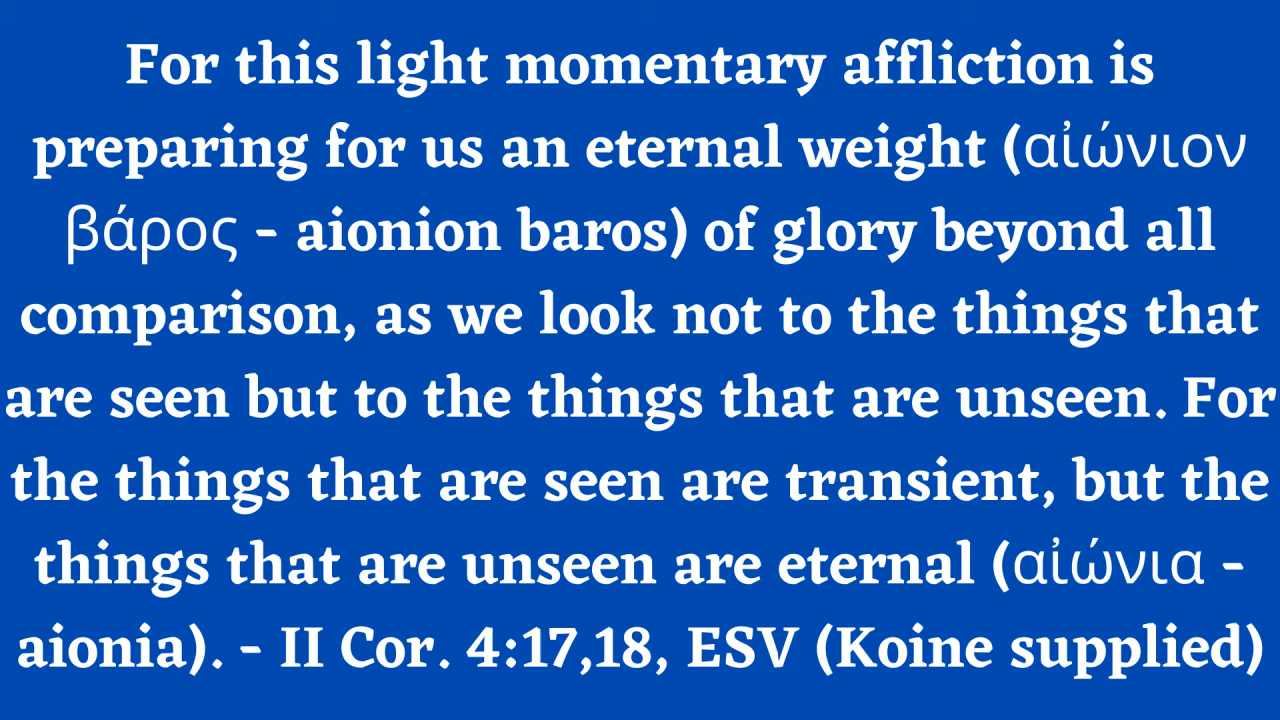 For this light momentary affliction is
preparing for us an eternal weight (αἰώνιον
βάρος - aionion baros) of glory beyond all
comparison, as we look not to the things that
are seen but to the things that are unseen. For
the things that are seen are transient, but the
things that are unseen are eternal (αἰώνια -
aionia). - II Cor. 4:17,18, ESV (Koine supplied)